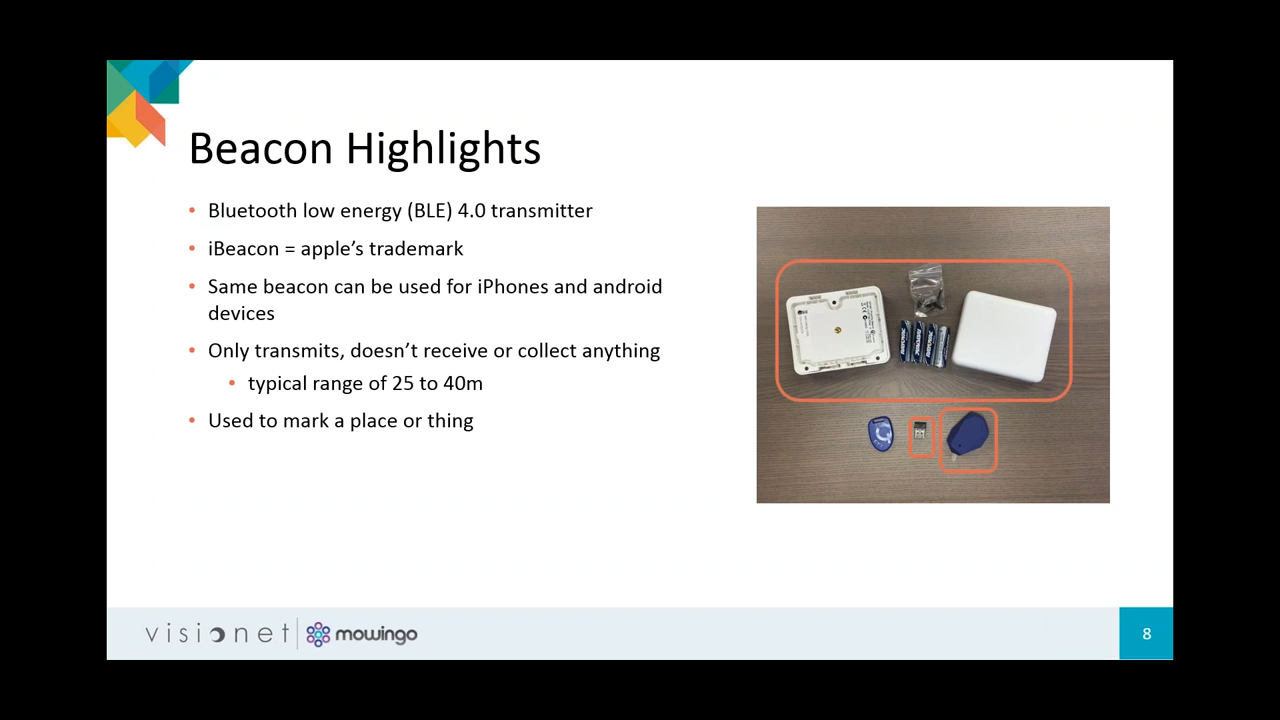 Beacon Highlights
Bluetooth low energy (BLE) 4.0 transmitter
iBeacon = apple's trademark
Same beacon can be used for iPhones and android
devices
Only transmits, doesn't receive or collect anything
typical range of 25 to 40m
Used to mark a place or thing
visionet
mowingo
8